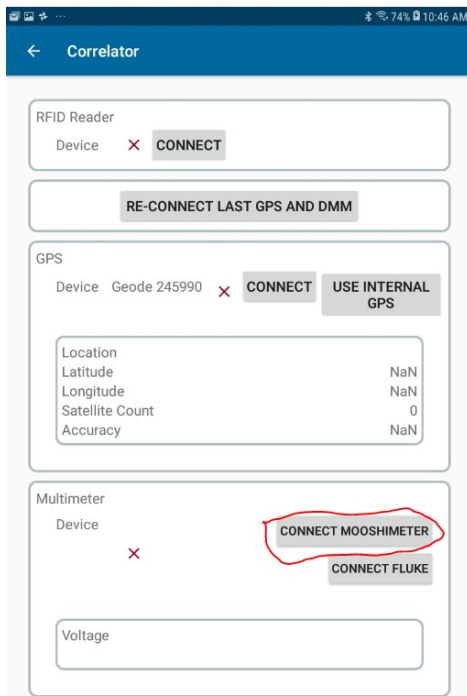 74% 10:46 AM
Correlator
RFID Reader
Device CONNECT
RE-CONNECT LAST GPS AND DMM
GPS
Device Geode 245990 CONNECT USE INTERNAL
GPS
Location
Latitude NaN
Longitude NaN
Satellite Count 0
Accuracy NaN
Multimeter
Device
CONNECT MOOSHIMETER
CONNECT FLUKE
Voltage